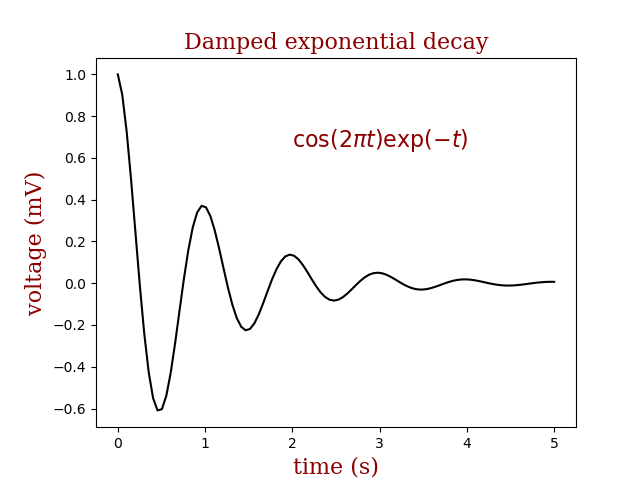 Damped exponential decay
cos(2πt)exp(−t)
voltage (mV)
1.0
0.8
0.6
0.4
0.2
0.0
−0.2
−0.4
−0.6
0 1 2 3 4 5
time (s)